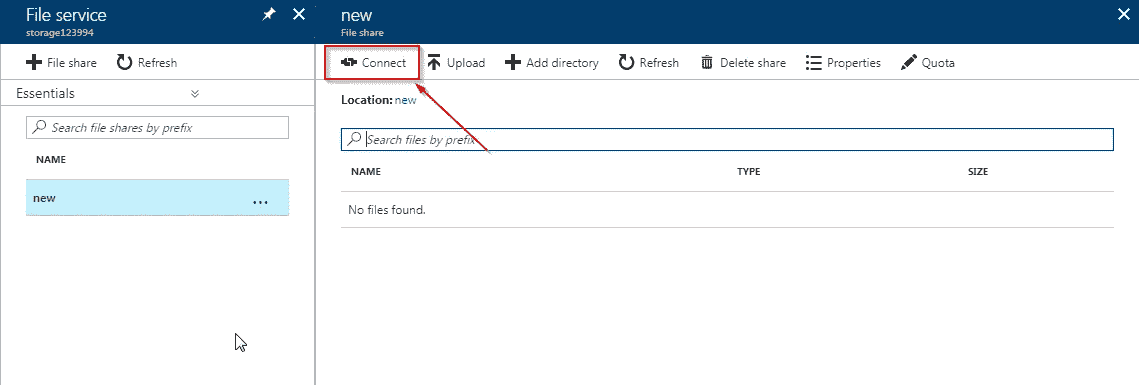 File service
storage123994
File share
Refresh
Essentials
Search file shares by prefix
NAME
new
...
new
File share
Connect
Upload
Add directory
Refresh
Delete share
Properties
Quota
Location: new
Search files by prefix
NAME TYPE SIZE
No files found.